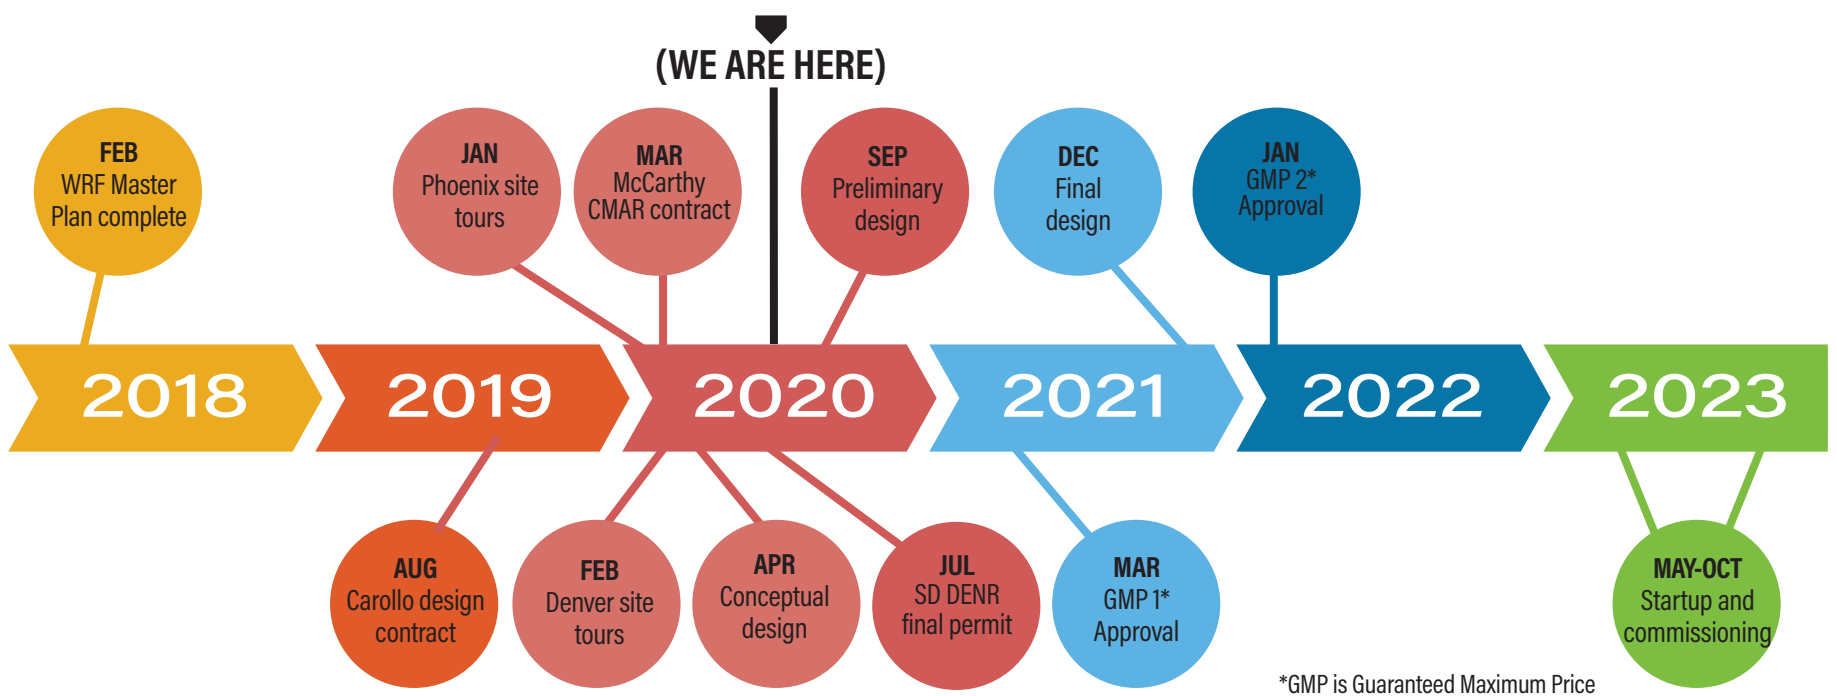 (WE ARE HERE)
FEB
WRF Master
Plan complete
JAN
Phoenix site
tours
MAR
McCarthy
CMAR contract
SEP
Preliminary
design
DEC
Final
design
JAN
GMP 2*
Approval
2018
2019
2020
2021
2022
2023
AUG
Carollo design
contract
FEB
Denver site
tours
APR
Conceptual
design
JUL
SD DENR
final permit
MAR
GMP 1*
Approval
MAY-OCT
Startup and
commissioning
*GMP is Guaranteed Maximum Price